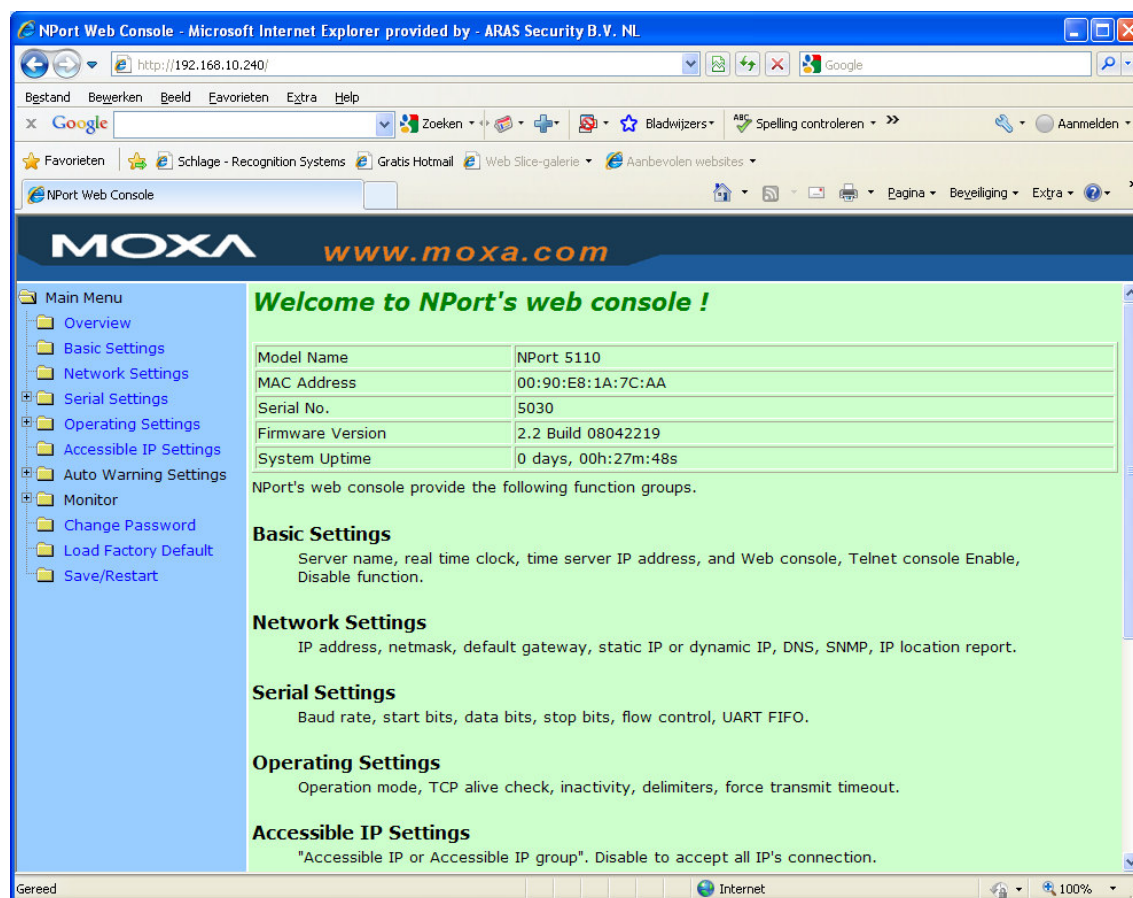 NPort Web Console - Microsoft Internet Explorer provided by - ARAS Security B.V. NL
http://192.168.10.240/
Google
Bestand Bewerken Beeld Favorieten Extra Help
x Google Zoeken Bladwijzers ABC Spelling controleren >> Aanmelden
Favorieten Schlage - Recognition Systems Gratis Hotmail Web Slice-galerie Aanbevolen websites
NPort Web Console Pagina Beveiliging Extra
MOXA www.moxa.com
Main Menu
Overview
Basic Settings
Network Settings
Serial Settings
Operating Settings
Accessible IP Settings
Auto Warning Settings
Monitor
Change Password
Load Factory Default
Save/Restart
Welcome to NPort's web console !
Model Name NPort 5110
MAC Address 00:90:E8:1A:7C:AA
Serial No. 5030
Firmware Version 2.2 Build 08042219
System Uptime 0 days, 00h:27m:48s
NPort's web console provide the following function groups.
Basic Settings
Server name, real time clock, time server IP address, and Web console, Telnet console Enable,
Disable function.
Network Settings
IP address, netmask, default gateway, static IP or dynamic IP, DNS, SNMP, IP location report.
Serial Settings
Baud rate, start bits, data bits, stop bits, flow control, UART FIFO.
Operating Settings
Operation mode, TCP alive check, inactivity, delimiters, force transmit timeout.
Accessible IP Settings
"Accessible IP or Accessible IP group". Disable to accept all IP's connection.
Gereed Internet 100%